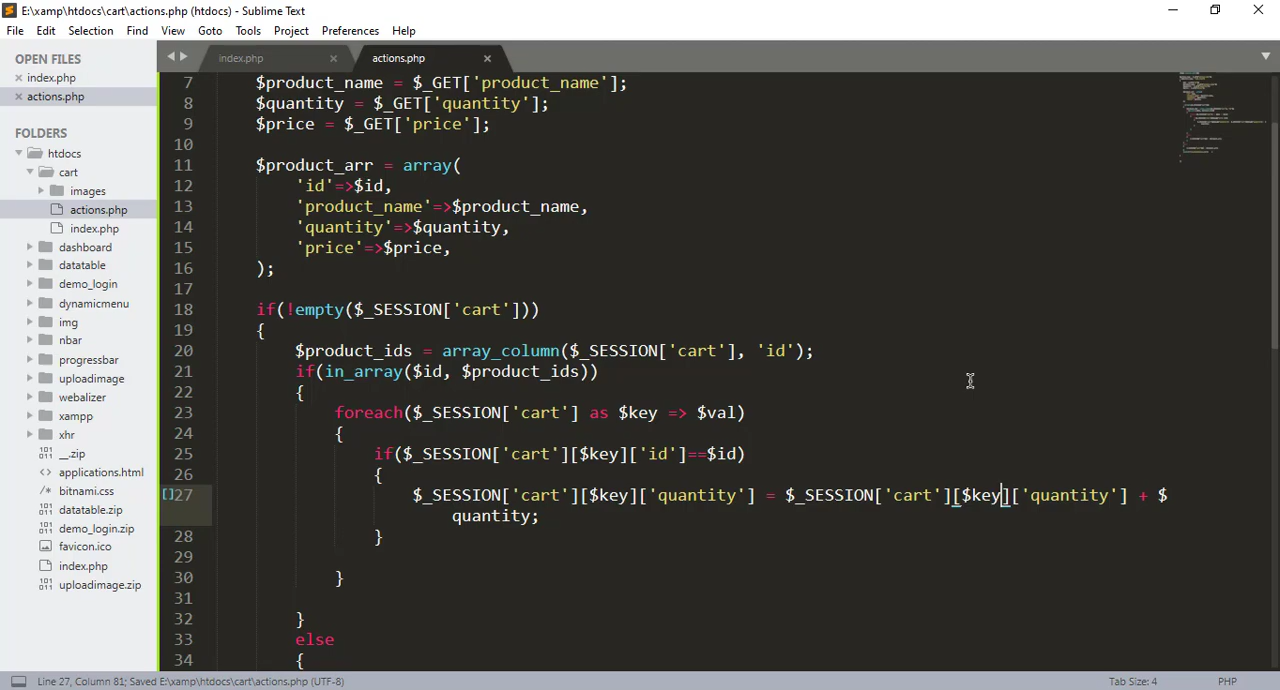 E:\xamp\htdocs\cart\actions.php (htdocs) - Sublime Text
File Edit Selection Find View Goto Tools Project Preferences Help
OPEN FILES
index.php
actions.php
FOLDERS
htdocs
cart
images
actions.php
index.php
dashboard
datatable
demo_login
dynamicmenu
img
nbar
progressbar
uploadimage
webalizer
xampp
xhr
__.zip
applications.html
bitnami.css
datatable.zip
demo_login.zip
favicon.ico
index.php
uploadimage.zip
index.php actions.php
7 $product_name = $_GET['product_name'];
8 $quantity = $_GET['quantity'];
9 $price = $_GET['price'];
10
11 $product_arr = array(
12 'id'=>$id,
13 'product_name'=>$product_name,
14 'quantity'=>$quantity,
15 'price'=>$price,
16 );
17
18 if(!empty($_SESSION['cart']))
19 {
20 $product_ids = array_column($_SESSION['cart'], 'id');
21 if(in_array($id, $product_ids))
22 {
23 foreach($_SESSION['cart'] as $key => $val)
24 {
25 if($_SESSION['cart'][$key]['id']==$id)
26 {
27 $_SESSION['cart'][$key]['quantity'] = $_SESSION['cart'][$key]['quantity'] + $
quantity;
28 }
29
30 }
31
32 }
33 else
34 {
Line 27, Column 81; Saved E:\xamp\htdocs\cart\actions.php (UTF-8) Tab Size: 4 PHP